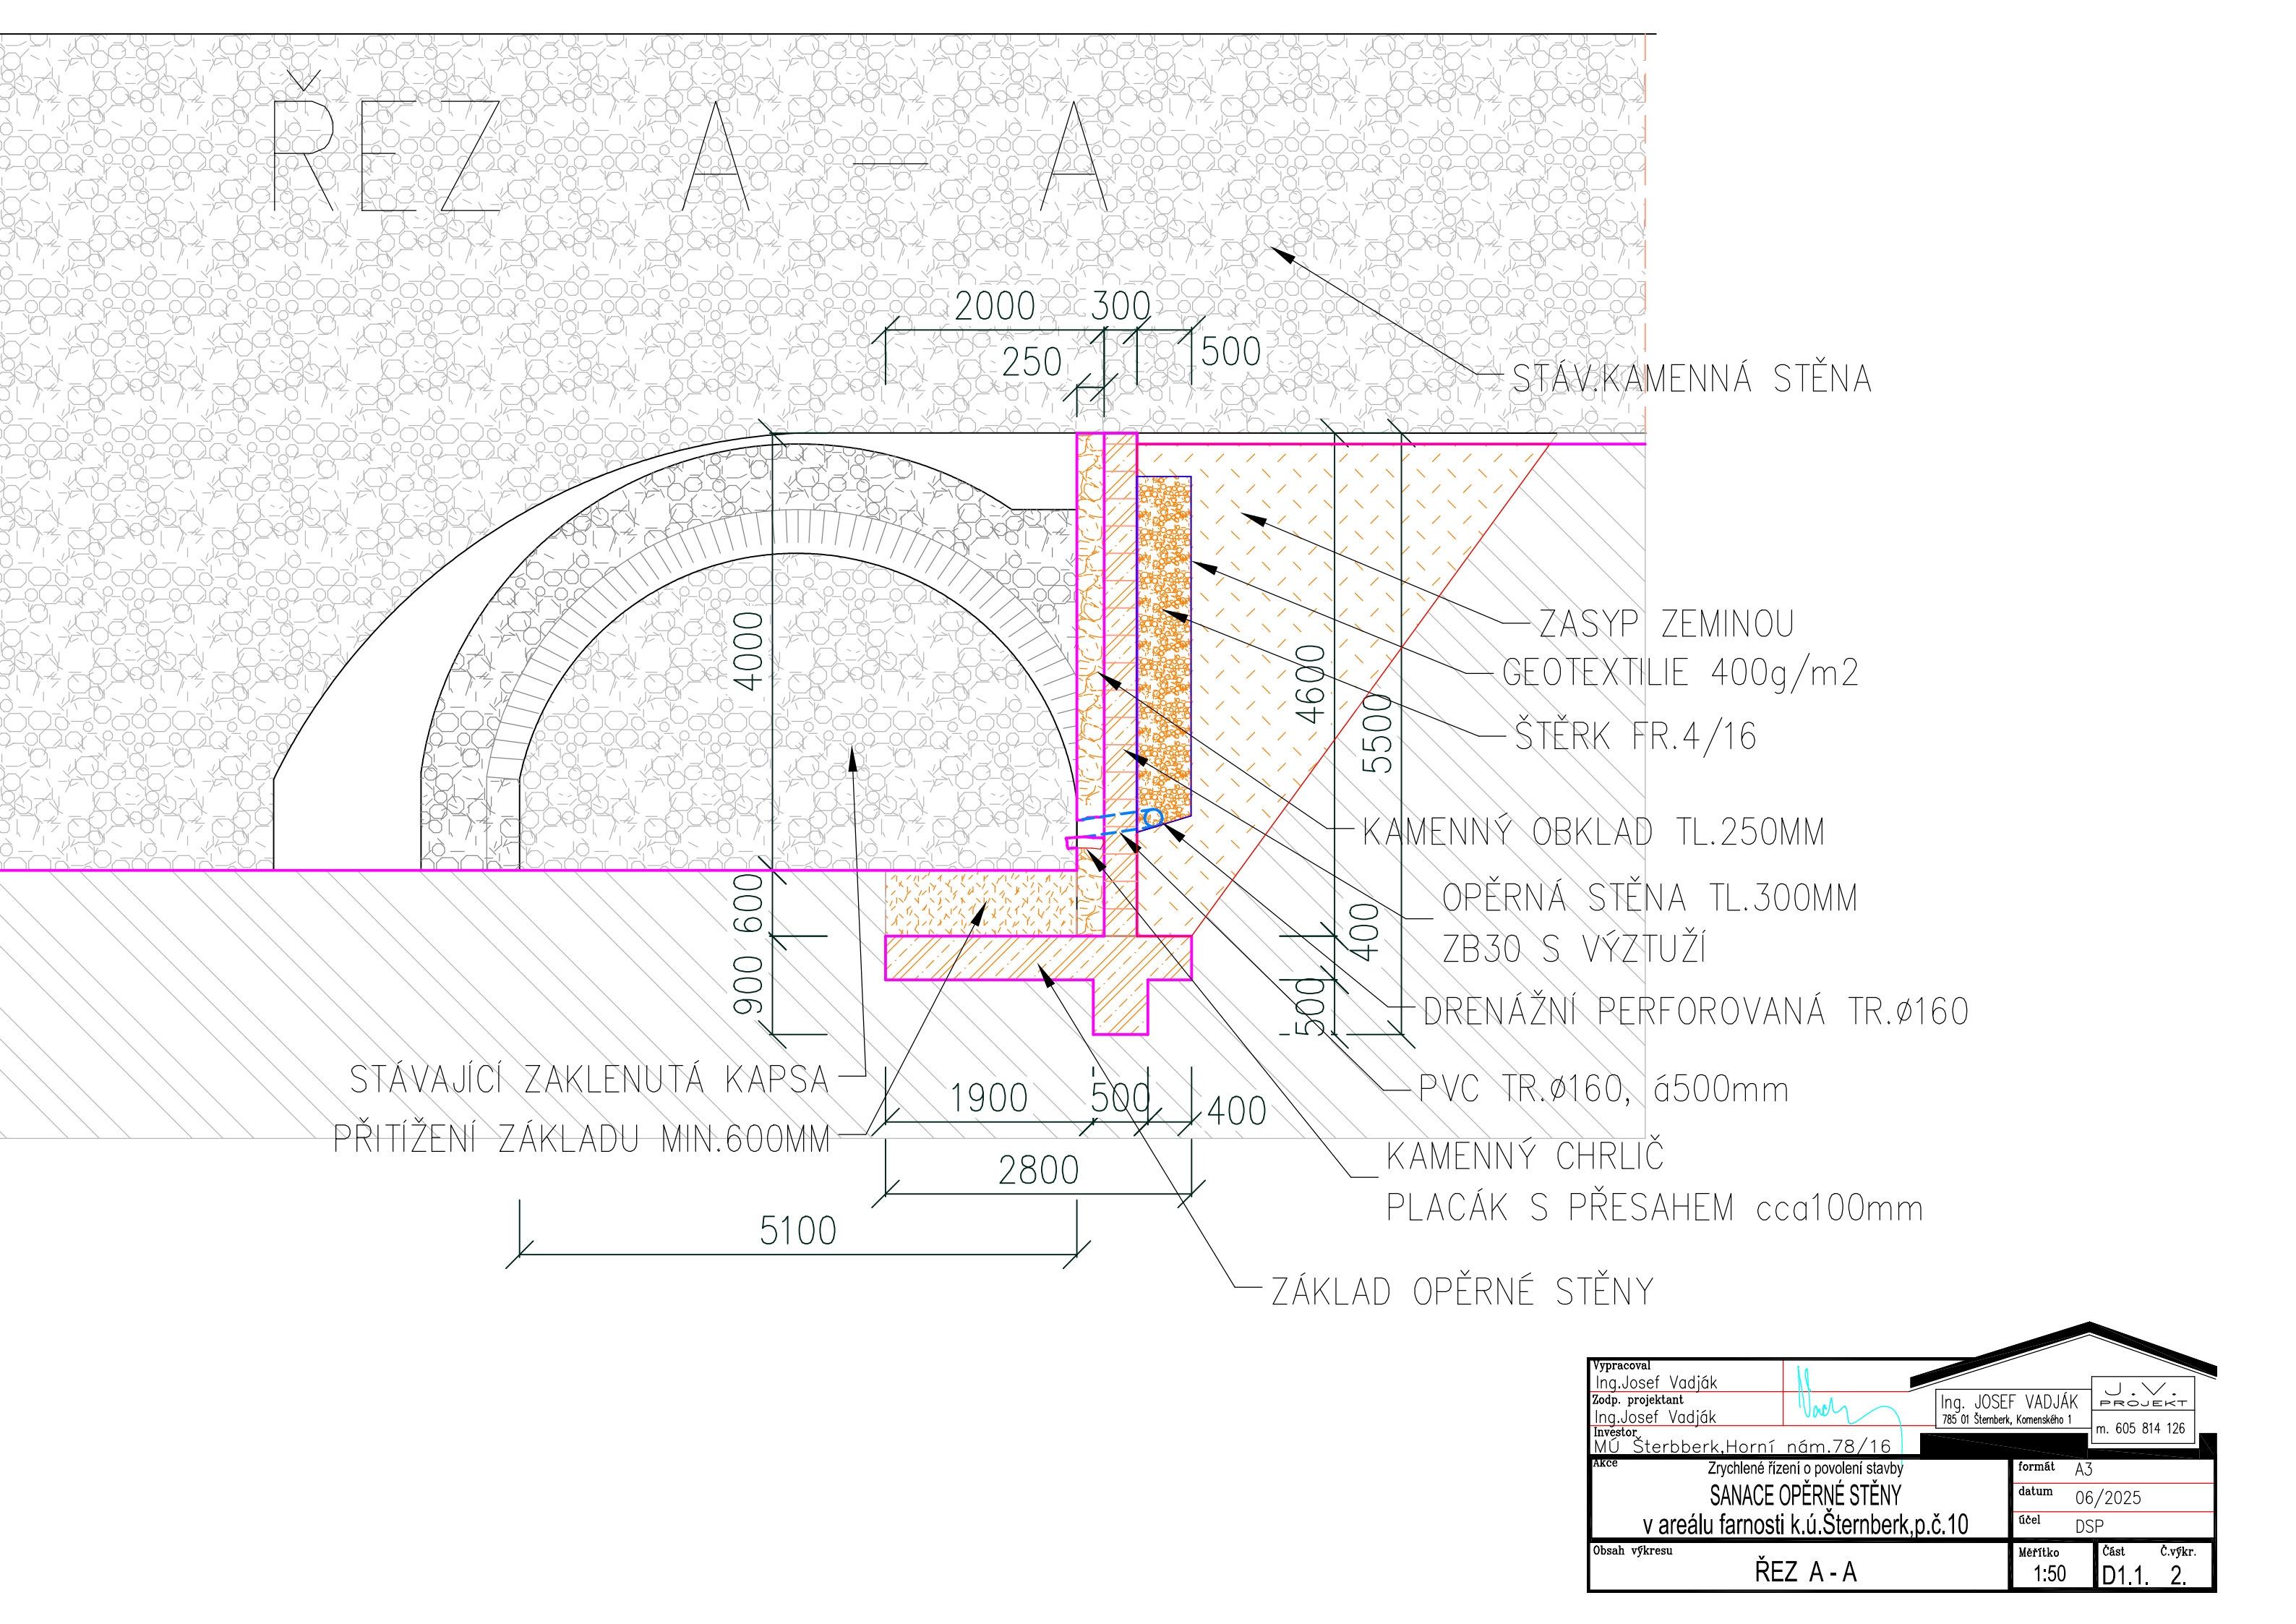 ŘEZ A – A
2000 300
250 500
STÁV.KAMENNÁ STĚNA
4000
600
900
4600
5500
400
500
ZASYP ZEMINOU
GEOTEXTILIE 400g/m2
ŠTĚRK FR.4/16
KAMENNÝ OBKLAD TL.250MM
OPĚRNÁ STĚNA TL.300MM
ZB30 S VÝZTUŽÍ
DRENÁŽNÍ PERFOROVANÁ TR.ø160
PVC TR.ø160, á500mm
STÁVAJÍCÍ ZAKLENUTÁ KAPSA
PŘITÍŽENÍ ZÁKLADU MIN.600MM
1900 500 400
2800
5100
KAMENNÝ CHRLIČ
PLACÁK S PŘESAHEM cca100mm
ZÁKLAD OPĚRNÉ STĚNY
Vypracoval
Ing.Josef Vadják
Zodp. projektant
Ing.Josef Vadják
Investor
MÚ Šterbberk,Horní nám.78/16
Ing. JOSEF VADJÁK
785 01 Šternberk, Komenského 1
J.V.
PROJEKT
m. 605 814 126
Akce
Zrychlené řízení o povolení stavby
SANACE OPĚRNÉ STĚNY
v areálu farnosti k.ú.Šternberk,p.č.10
formát A3
datum 06/2025
účel DSP
Obsah výkresu
ŘEZ A - A
Měřítko
1:50
Část Č.výkr.
D1.1. 2.